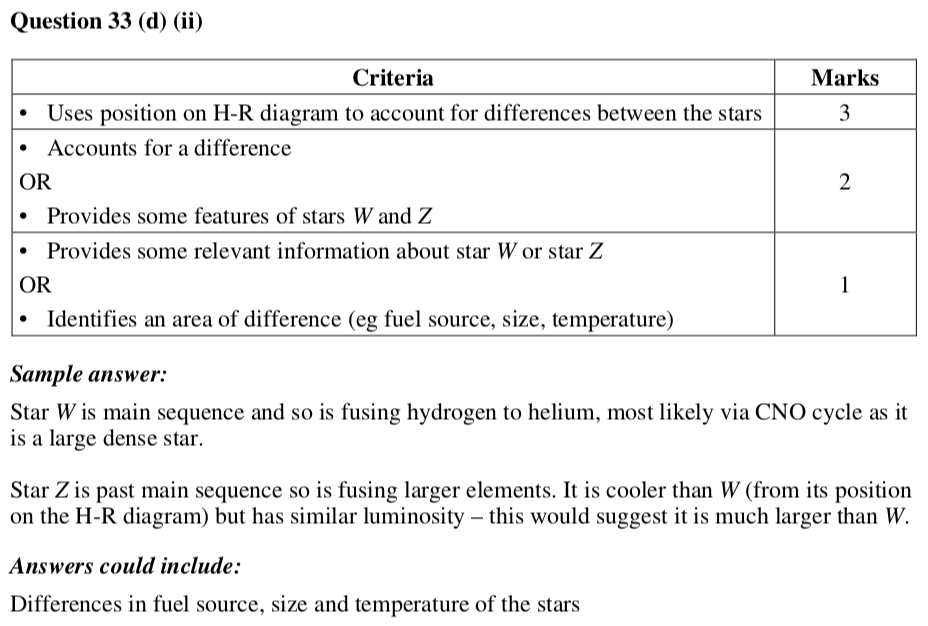 Question 33 (d) (ii)
Criteria
Marks
• Uses position on H-R diagram to account for differences between the stars
3
• Accounts for a difference
OR
• Provides some features of stars W and Z
2
• Provides some relevant information about star W or star Z
OR
• Identifies an area of difference (eg fuel source, size, temperature)
1
Sample answer:
Star W is main sequence and so is fusing hydrogen to helium, most likely via CNO cycle as it
is a large dense star.
Star Z is past main sequence so is fusing larger elements. It is cooler than W (from its position
on the H-R diagram) but has similar luminosity – this would suggest it is much larger than W.
Answers could include:
Differences in fuel source, size and temperature of the stars